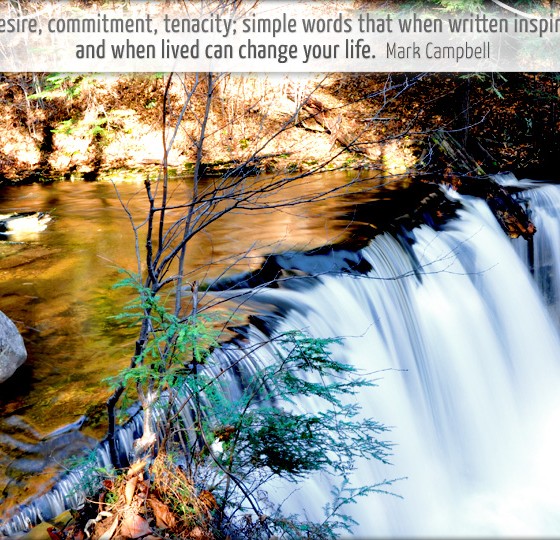 esire, commitment, tenacity; simple words that when written inspir
and when lived can change your life. Mark Campbell